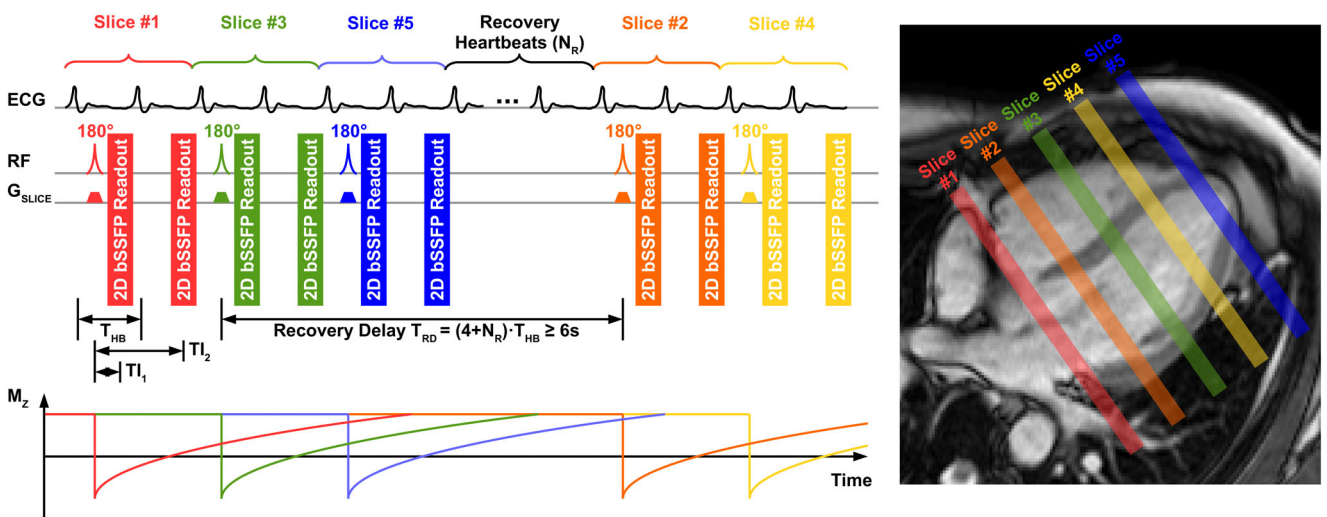 Slice #1
Slice #3
Slice #5
Recovery
Heartbeats (N_R)
Slice #2
Slice #4
ECG
...
180°
180°
180°
180°
180°
RF
G_SLICE
2D bSSFP Readout
2D bSSFP Readout
2D bSSFP Readout
2D bSSFP Readout
2D bSSFP Readout
2D bSSFP Readout
2D bSSFP Readout
2D bSSFP Readout
2D bSSFP Readout
2D bSSFP Readout
T_HB
Recovery Delay T_RD = (4+N_R)·T_HB ≥ 6s
TI_2
TI_1
M_Z
Time
Slice
#1
Slice
#2
Slice
#3
Slice
#4
Slice
#5